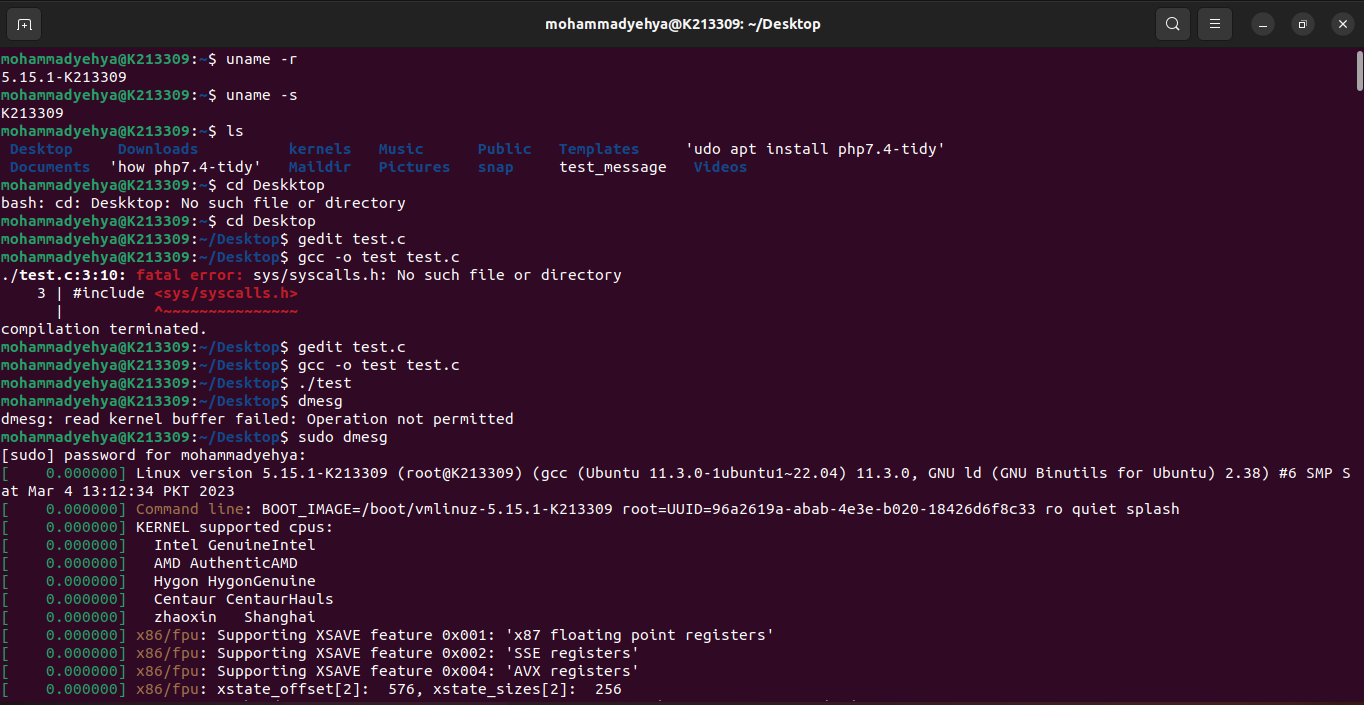 mohammadyehya@K213309: ~/Desktop
mohammadyehya@K213309:~$ uname -r
5.15.1-K213309
mohammadyehya@K213309:~$ uname -s
K213309
mohammadyehya@K213309:~$ ls
Desktop Downloads kernels Music Public Templates 'udo apt install php7.4-tidy'
Documents 'how php7.4-tidy' Maildir Pictures snap test_message Videos
mohammadyehya@K213309:~$ cd Deskktop
bash: cd: Deskktop: No such file or directory
mohammadyehya@K213309:~$ cd Desktop
mohammadyehya@K213309:~/Desktop$ gedit test.c
mohammadyehya@K213309:~/Desktop$ gcc -o test test.c
./test.c:3:10: fatal error: sys/syscalls.h: No such file or directory
    3 | #include <sys/syscalls.h>
      |          ^~~~~~~~~~~~~~~~
compilation terminated.
mohammadyehya@K213309:~/Desktop$ gedit test.c
mohammadyehya@K213309:~/Desktop$ gcc -o test test.c
mohammadyehya@K213309:~/Desktop$ ./test
mohammadyehya@K213309:~/Desktop$ dmesg
dmesg: read kernel buffer failed: Operation not permitted
mohammadyehya@K213309:~/Desktop$ sudo dmesg
[sudo] password for mohammadyehya:
[    0.000000] Linux version 5.15.1-K213309 (root@K213309) (gcc (Ubuntu 11.3.0-1ubuntu1~22.04) 11.3.0, GNU ld (GNU Binutils for Ubuntu) 2.38) #6 SMP S
at Mar 4 13:12:34 PKT 2023
[    0.000000] Command line: BOOT_IMAGE=/boot/vmlinuz-5.15.1-K213309 root=UUID=96a2619a-abab-4e3e-b020-18426d6f8c33 ro quiet splash
[    0.000000] KERNEL supported cpus:
[    0.000000]   Intel GenuineIntel
[    0.000000]   AMD AuthenticAMD
[    0.000000]   Hygon HygonGenuine
[    0.000000]   Centaur CentaurHauls
[    0.000000]   zhaoxin   Shanghai
[    0.000000] x86/fpu: Supporting XSAVE feature 0x001: 'x87 floating point registers'
[    0.000000] x86/fpu: Supporting XSAVE feature 0x002: 'SSE registers'
[    0.000000] x86/fpu: Supporting XSAVE feature 0x004: 'AVX registers'
[    0.000000] x86/fpu: xstate_offset[2]:  576, xstate_sizes[2]:  256